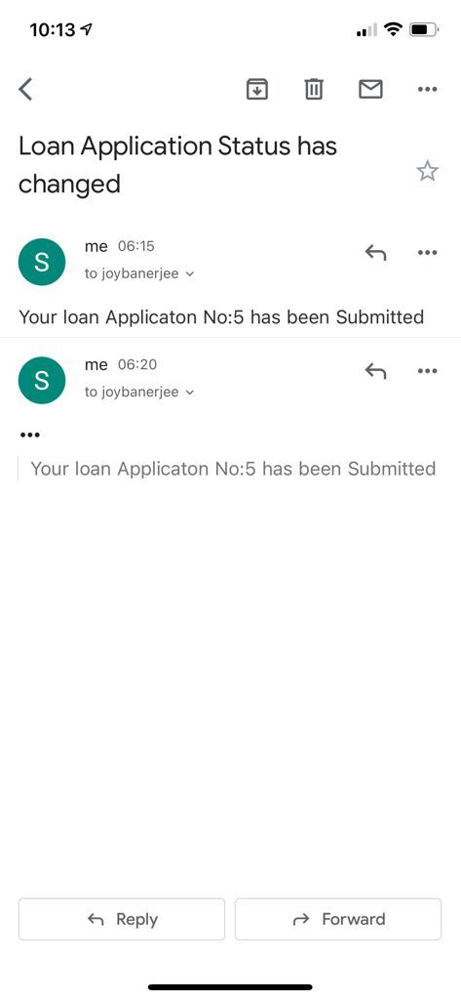 10:13
Loan Application Status has
changed
S
me 06:15
to joybanerjee
Your loan Applicaton No:5 has been Submitted
S
me 06:20
to joybanerjee
•••
Your loan Applicaton No:5 has been Submitted
Reply
Forward